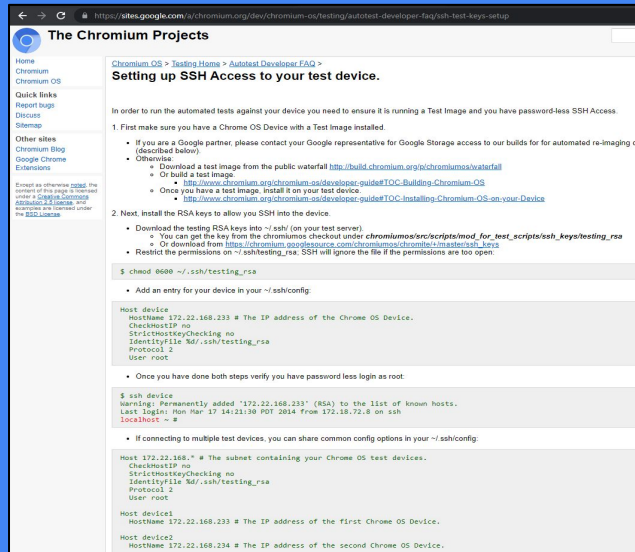 https://sites.google.com/a/chromium.org/dev/chromium-os/testing/autotest-developer-faq/ssh-test-keys-setup
The Chromium Projects
Home
Chromium
Chromium OS
Quick links
Report bugs
Discuss
Sitemap
Other sites
Chromium Blog
Google Chrome
Extensions
Except as otherwise noted, the
content of this page is licensed
under a Creative Commons
Attribution 2.5 license, and
examples are licensed under
the BSD License.
Chromium OS > Testing Home > Autotest Developer FAQ >
Setting up SSH Access to your test device.
In order to run the automated tests against your device you need to ensure it is running a Test Image and you have password-less SSH Access.
1. First make sure you have a Chrome OS Device with a Test Image installed.
If you are a Google partner, please contact your Google representative for Google Storage access to our builds for for automated re-imaging
(described below).
Otherwise:
Download a test image from the public waterfall http://build.chromium.org/p/chromiumos/waterfall
Or build a test image.
http://www.chromium.org/chromium-os/developer-guide#TOC-Building-Chromium-OS
Once you have a test image, install it on your test device.
http://www.chromium.org/chromium-os/developer-guide#TOC-Installing-Chromium-OS-on-your-Device
2. Next, install the RSA keys to allow you SSH into the device.
Download the testing RSA keys into ~/.ssh/ (on your test server).
You can get the key from the chromiumos checkout under chromiumos/src/scripts/mod_for_test_scripts/ssh_keys/testing_rsa
Or download from https://chromium.googlesource.com/chromiumos/chromite/+/master/ssh_keys
Restrict the permissions on ~/.ssh/testing_rsa; SSH will ignore the file if the permissions are too open:
$ chmod 0600 ~/.ssh/testing_rsa
Add an entry for your device in your ~/.ssh/config:
Host device
HostName 172.22.168.233 # The IP address of the Chrome OS Device.
CheckHostIP no
StrictHostKeyChecking no
IdentityFile %d/.ssh/testing_rsa
Protocol 2
User root
Once you have done both steps verify you have password less login as root:
$ ssh device
Warning: Permanently added '172.22.168.233' (RSA) to the list of known hosts.
Last login: Mon Mar 17 14:21:30 PDT 2014 from 172.18.72.8 on ssh
localhost ~ #
If connecting to multiple test devices, you can share common config options in your ~/.ssh/config:
Host 172.22.168.* # The subnet containing your Chrome OS test devices.
CheckHostIP no
StrictHostKeyChecking no
IdentityFile %d/.ssh/testing_rsa
Protocol 2
User root
Host device1
HostName 172.22.168.233 # The IP address of the first Chrome OS Device.
Host device2
HostName 172.22.168.234 # The IP address of the second Chrome OS Device.